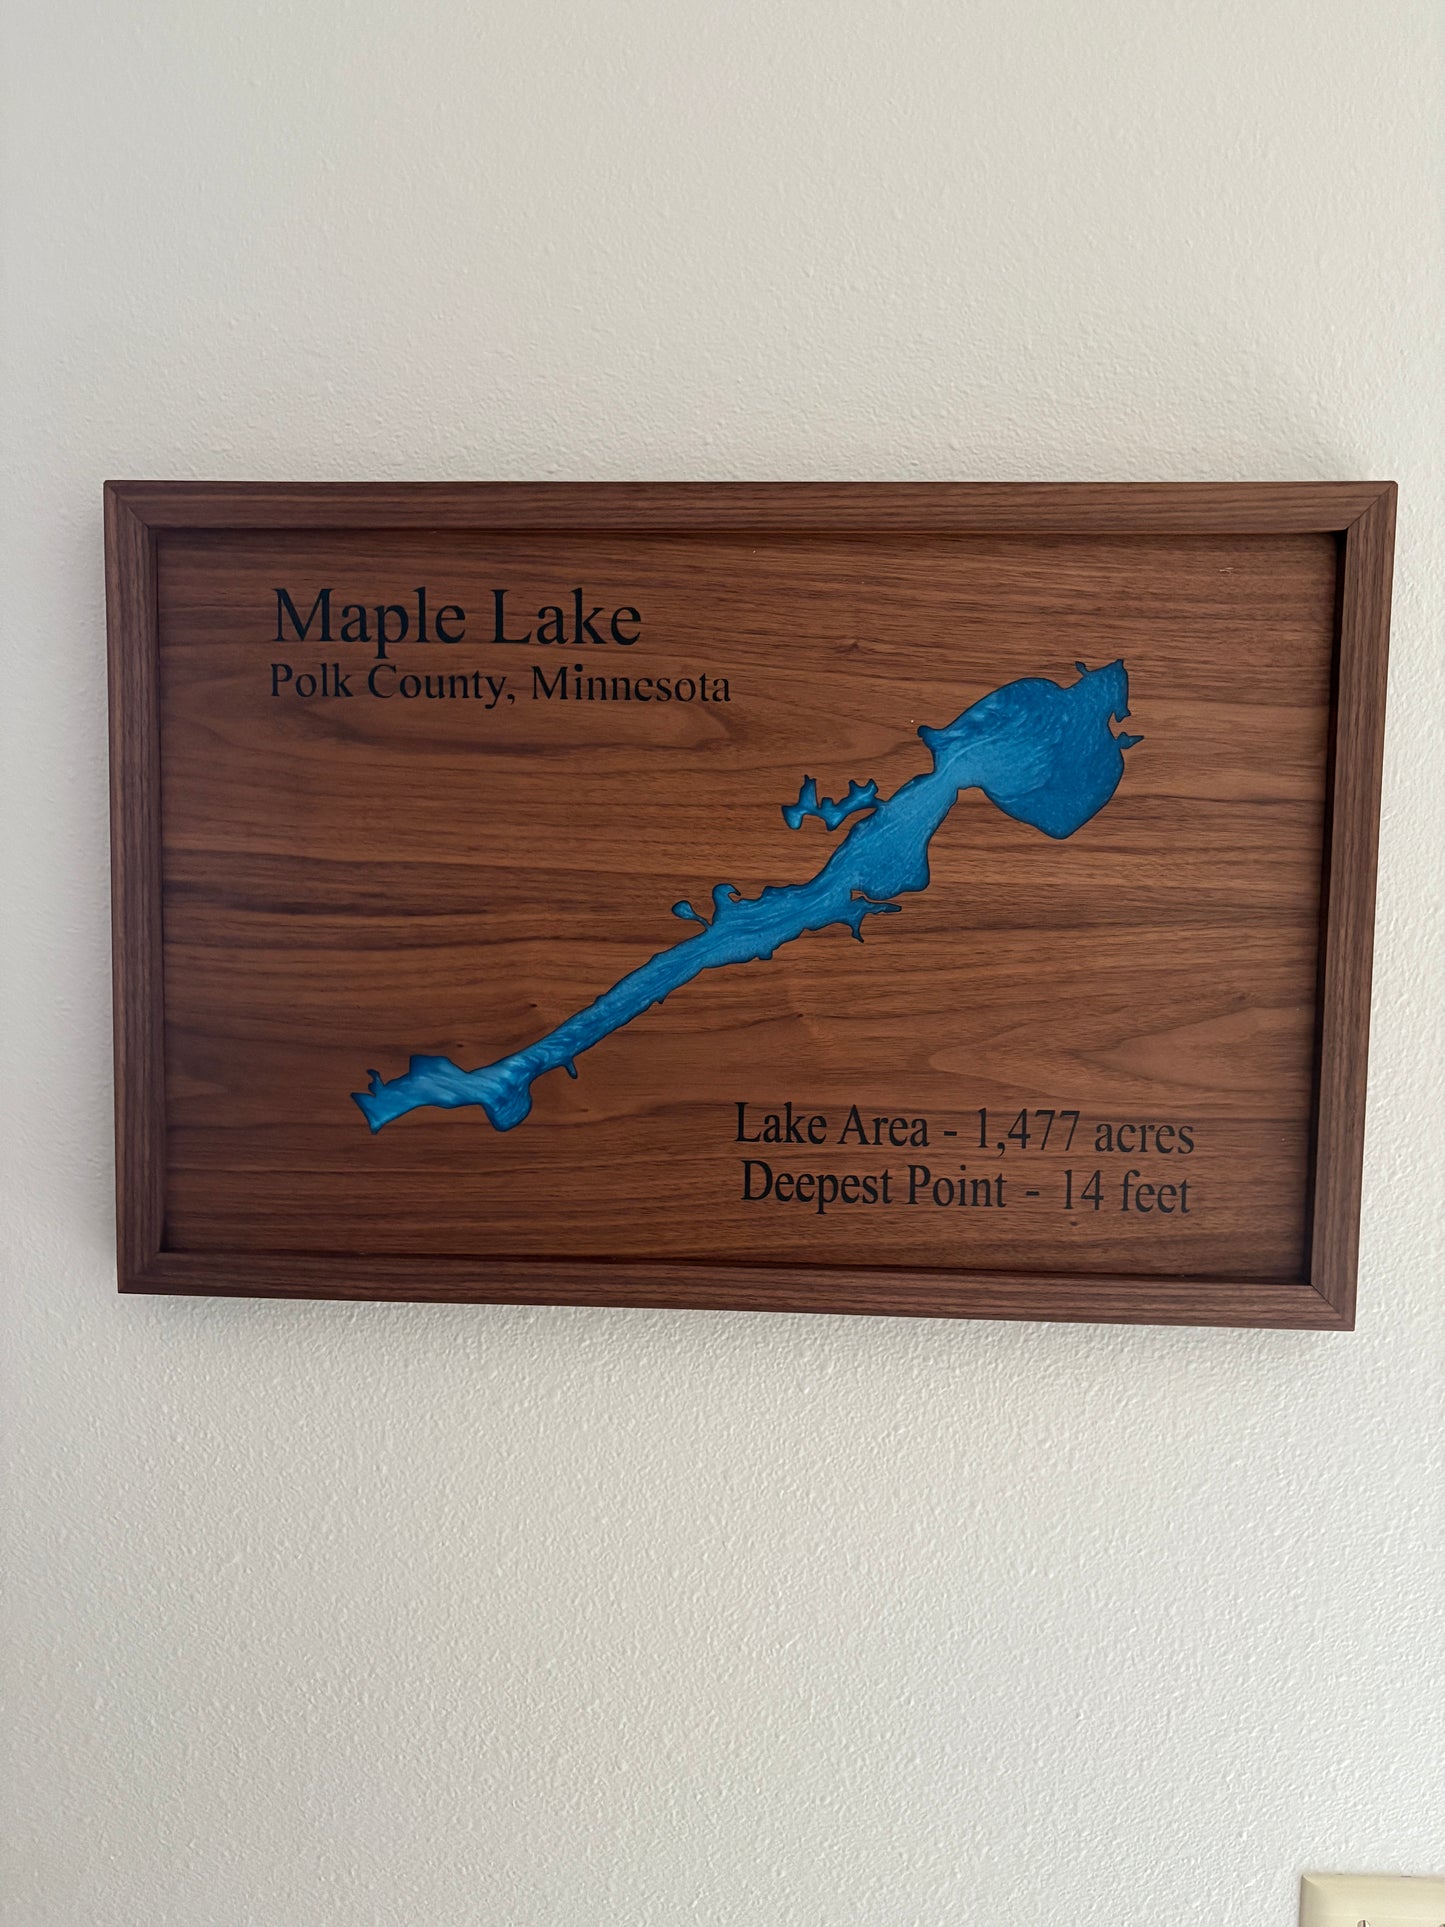 Maple Lake
Polk County, Minnesota
Lake Area - 1,477 acres
Deepest Point - 14 feet